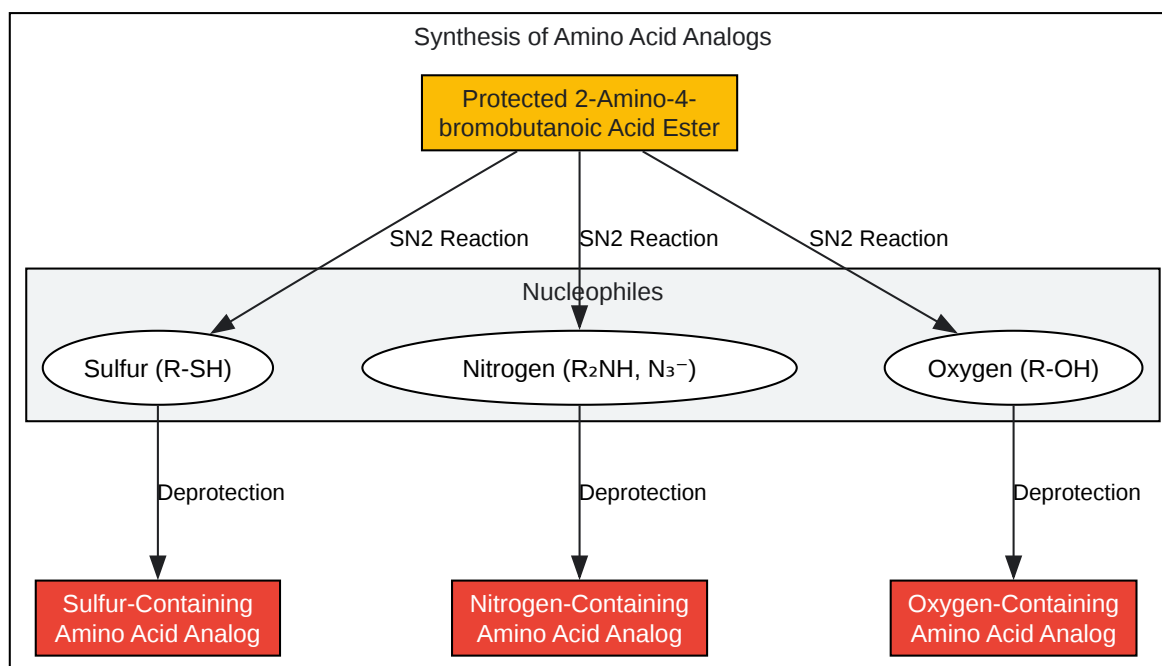 Synthesis of Amino Acid Analogs
Protected 2-Amino-4-
bromobutanoic Acid Ester
SN2 Reaction
SN2 Reaction
SN2 Reaction
Nucleophiles
Sulfur (R-SH)
Nitrogen (R₂NH, N₃⁻)
Oxygen (R-OH)
Deprotection
Deprotection
Deprotection
Sulfur-Containing
Amino Acid Analog
Nitrogen-Containing
Amino Acid Analog
Oxygen-Containing
Amino Acid Analog